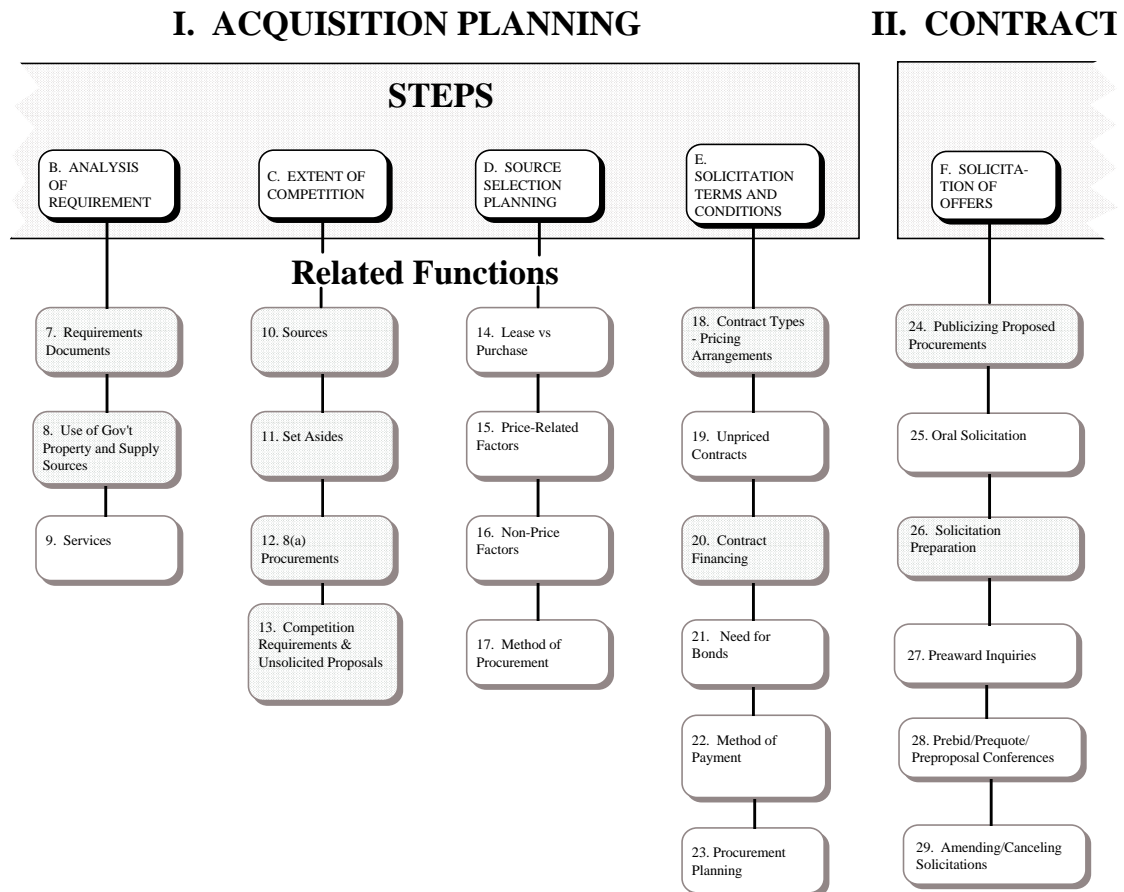 I. ACQUISITION PLANNING
II. CONTRACT
STEPS
B. ANALYSIS
OF
REQUIREMENT
C. EXTENT OF
COMPETITION
D. SOURCE
SELECTION
PLANNING
E.
SOLICITATION
TERMS AND
CONDITIONS
F. SOLICITA-
TION OF
OFFERS
Related Functions
7. Requirements
Documents
8. Use of Gov't
Property and Supply
Sources
9. Services
10. Sources
11. Set Asides
12. 8(a)
Procurements
13. Competition
Requirements &
Unsolicited Proposals
14. Lease vs
Purchase
15. Price-Related
Factors
16. Non-Price
Factors
17. Method of
Procurement
18. Contract Types
- Pricing
Arrangements
19. Unpriced
Contracts
20. Contract
Financing
21. Need for
Bonds
22. Method of
Payment
23. Procurement
Planning
24. Publicizing Proposed
Procurements
25. Oral Solicitation
26. Solicitation
Preparation
27. Preaward Inquiries
28. Prebid/Prequote/
Preproposal Conferences
29. Amending/Canceling
Solicitations